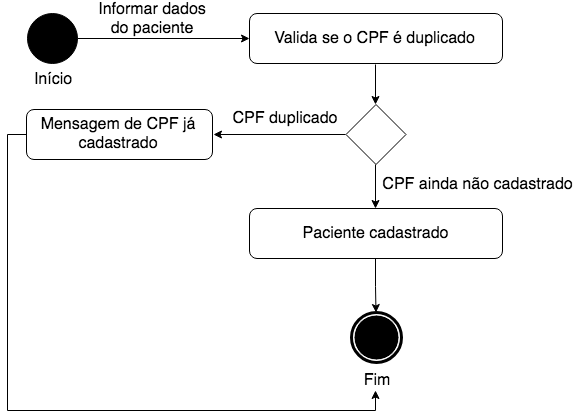 Informar dados
do paciente
Valida se o CPF é duplicado
Início
Mensagem de CPF já
cadastrado
CPF duplicado
CPF ainda não cadastrado
Paciente cadastrado
Fim